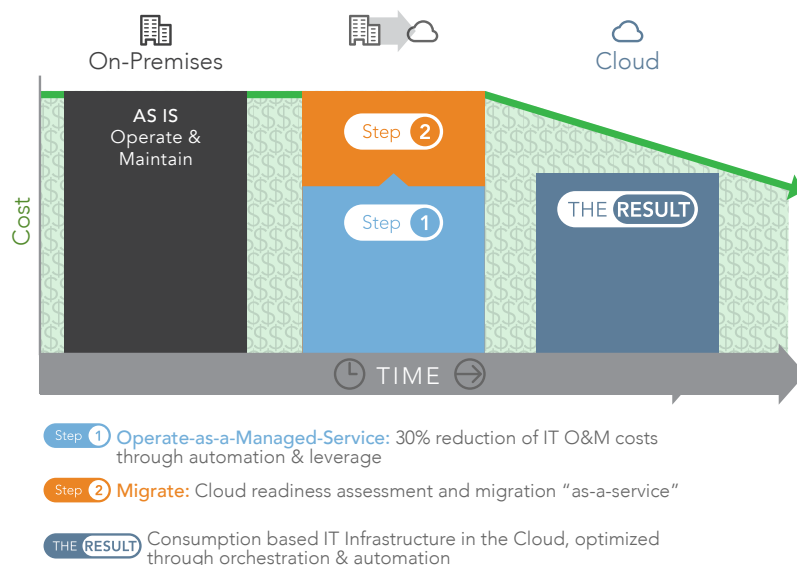 On-Premises
Cloud
AS IS
Operate &
Maintain
Step 2
Step 1
THE RESULT
Cost
TIME
Step 1 Operate-as-a-Managed-Service: 30% reduction of IT O&M costs
through automation & leverage
Step 2 Migrate: Cloud readiness assessment and migration “as-a-service”
THE RESULT Consumption based IT Infrastructure in the Cloud, optimized
through orchestration & automation